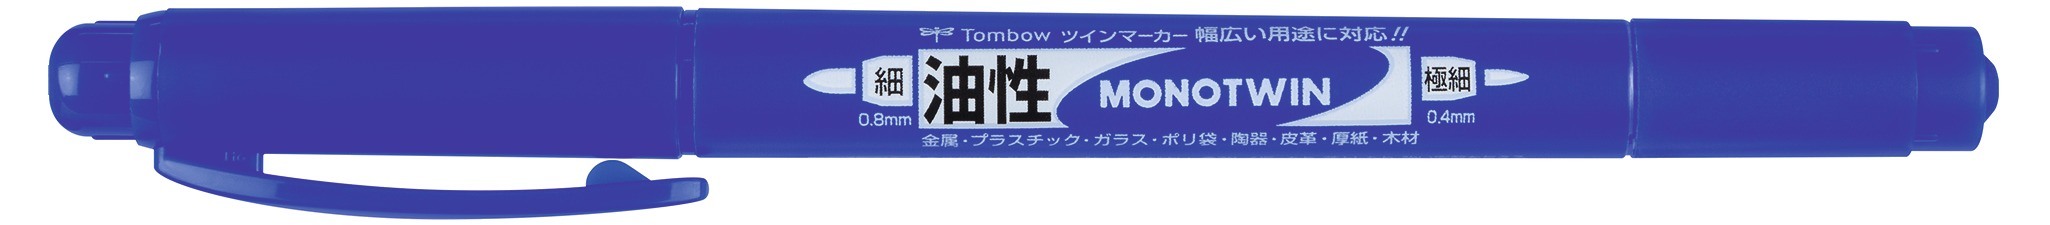 Tombow ツインマーカー 幅広い用途に対応!!
細 油性 MONOTWIN 極細
0.8mm 0.4mm
金属・プラスチック・ガラス・ポリ袋・陶器・皮革・厚紙・木材